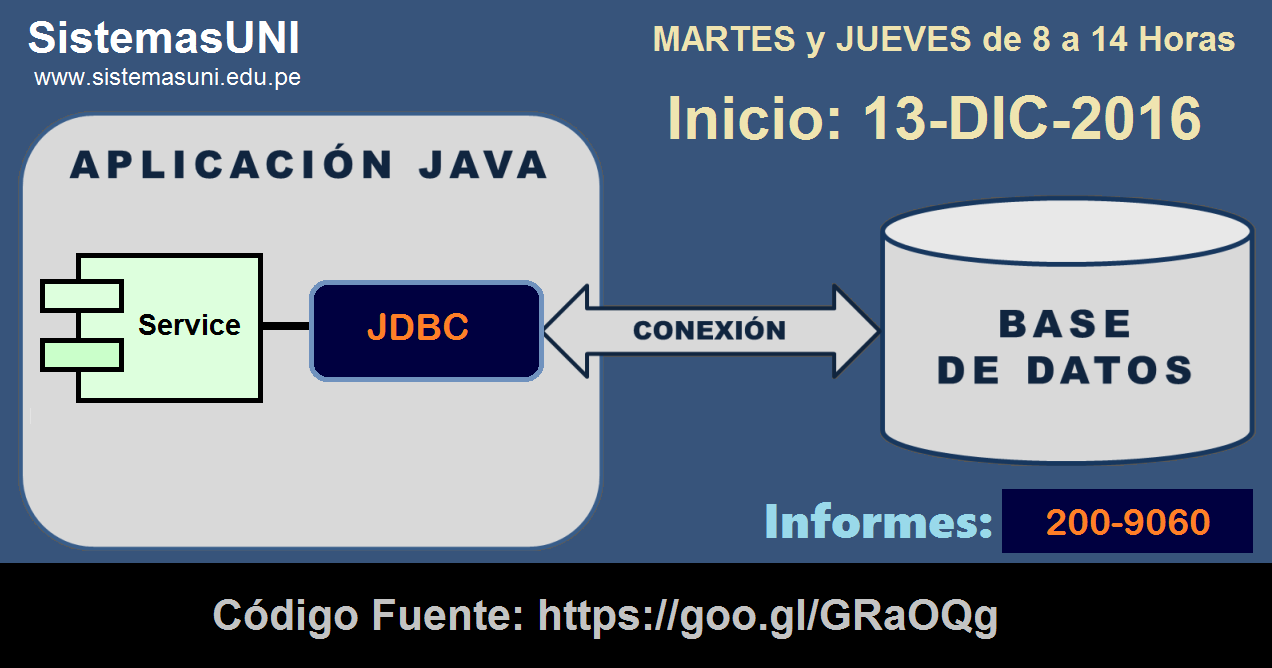 SistemasUNI
www.sistemasuni.edu.pe
MARTES y JUEVES de 8 a 14 Horas
Inicio: 13-DIC-2016
APLICACIÓN JAVA
Service
JDBC
CONEXIÓN
BASE
DE DATOS
Informes: 200-9060
Código Fuente: https://goo.gl/GRaOQg